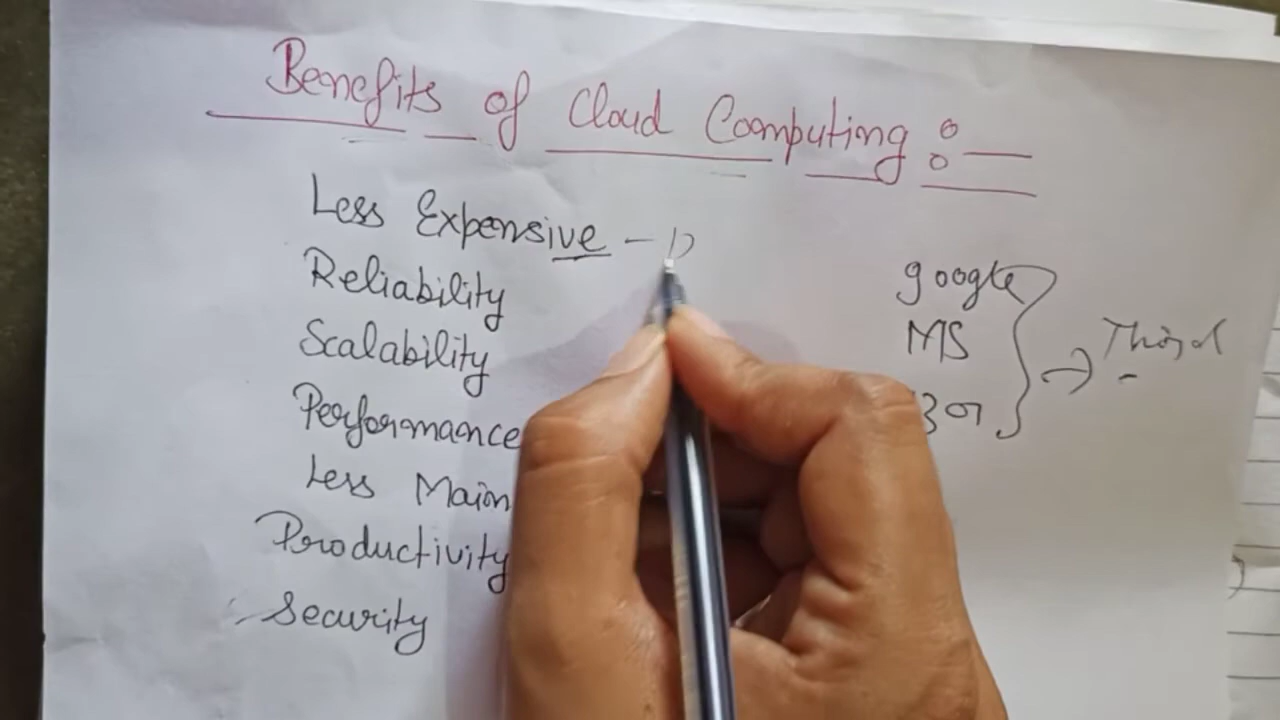 Benefits of Cloud Computing :-
Less Expensive -
Reliability
Scalability
Performance
Less Main
Productivity
Security
google
MS
→ Third